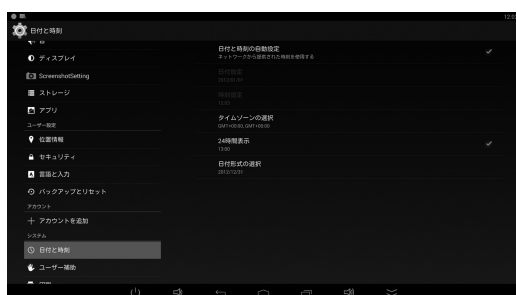 12:03
日付と時刻
音
ディスプレイ
ScreenshotSetting
ストレージ
アプリ
ユーザー設定
位置情報
セキュリティ
言語と入力
バックアップとリセット
アカウント
アカウントを追加
システム
日付と時刻
ユーザー補助
日付と時刻の自動設定
ネットワークから提供された時刻を使用する
日付設定
時刻設定
タイムゾーンの選択
GMT+00:00, GMT+00:00
24時間表示
13:00
日付形式の選択
2012/12/31